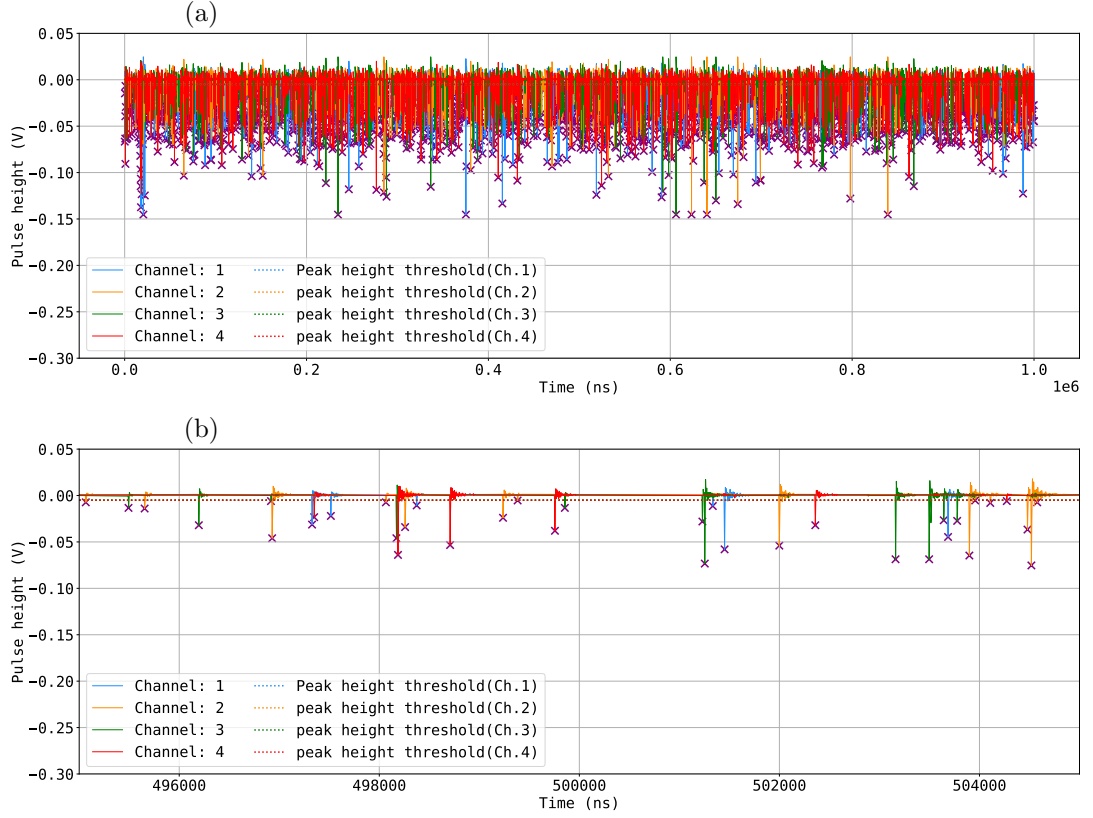 (a)
0.05
0.00
−0.05
−0.10
−0.15
−0.20
−0.25
−0.30
Pulse height (V)
Channel: 1
Channel: 2
Channel: 3
Channel: 4
Peak height threshold(Ch.1)
peak height threshold(Ch.2)
peak height threshold(Ch.3)
peak height threshold(Ch.4)
0.0 0.2 0.4 0.6 0.8 1.0
1e6
Time (ns)
(b)
0.05
0.00
−0.05
−0.10
−0.15
−0.20
−0.25
−0.30
Pulse height (V)
Channel: 1
Channel: 2
Channel: 3
Channel: 4
Peak height threshold(Ch.1)
peak height threshold(Ch.2)
peak height threshold(Ch.3)
peak height threshold(Ch.4)
496000 498000 500000 502000 504000
Time (ns)